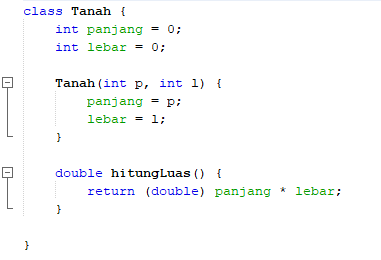 class Tanah {
    int panjang = 0;
    int lebar = 0;

    Tanah(int p, int l) {
        panjang = p;
        lebar = l;
    }

    double hitungLuas() {
        return (double) panjang * lebar;
    }

}